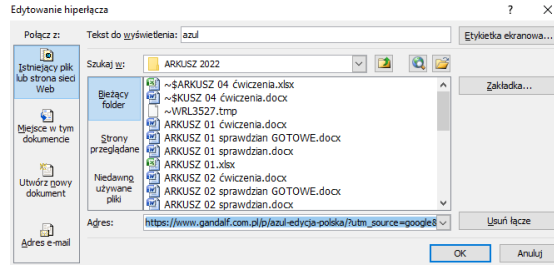 Edytowanie hiperłącza ? ×
Połącz z: Tekst do wyświetlenia: azul Etykietka ekranowa...
Istniejący plik lub strona sieci Web
Szukaj w: ARKUSZ 2022
Bieżący folder
~$ARKUSZ 04 ćwiczenia.xlsx
~$KUSZ 04 ćwiczenia.docx
~WRL3527.tmp
ARKUSZ 01 ćwiczenia.docx
ARKUSZ 01 sprawdzian GOTOWE.docx
ARKUSZ 01 sprawdzian.docx
ARKUSZ 01.xlsx
ARKUSZ 02 ćwiczenia.docx
ARKUSZ 02 sprawdzian GOTOWE.docx
ARKUSZ 02 sprawdzian.docx
Zakładka...
Miejsce w tym dokumencie
Strony przeglądane
Utwórz nowy dokument
Niedawno używane pliki
Adres e-mail
Adres: https://www.gandalf.com.pl/p/azul-edycja-polska/?utm_source=google& Usuń łącze
OK Anuluj